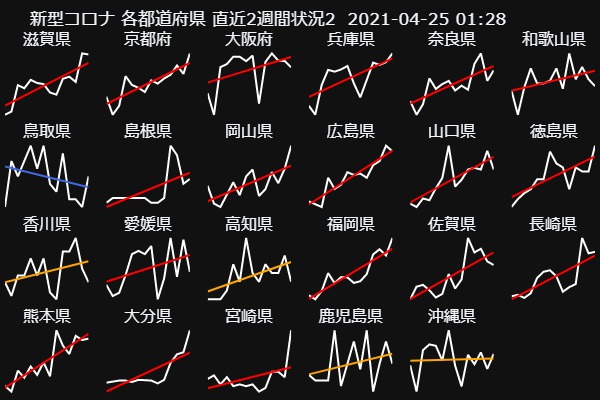 新型コロナ 各都道府県 直近2週間状況2 2021-04-25 01:28
滋賀県 京都府 大阪府 兵庫県 奈良県 和歌山県
鳥取県 島根県 岡山県 広島県 山口県 徳島県
香川県 愛媛県 高知県 福岡県 佐賀県 長崎県
熊本県 大分県 宮崎県 鹿児島県 沖縄県